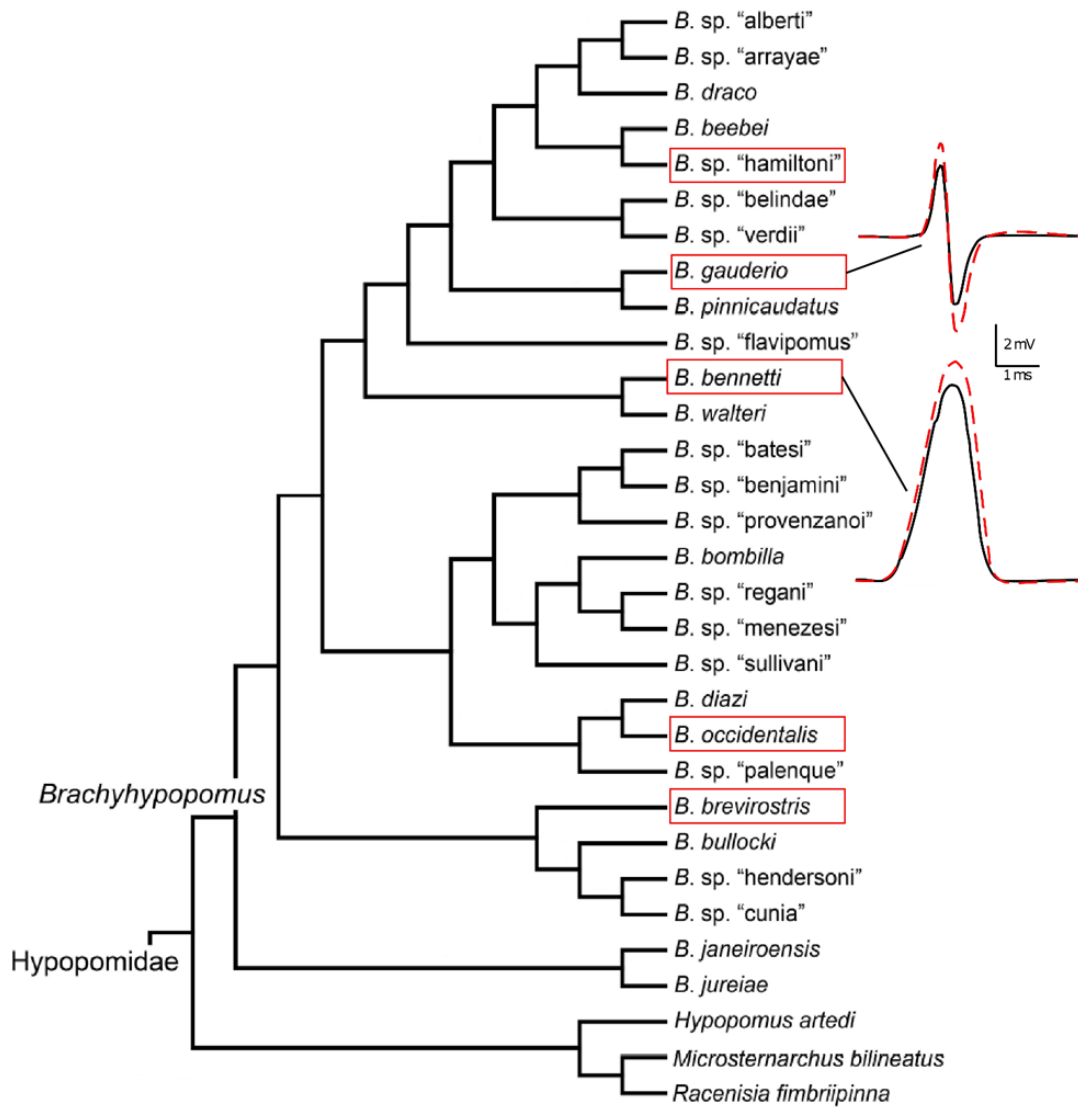 B. sp. “alberti”
B. sp. “arrayae”
B. draco
B. beebei
B. sp. “hamiltoni”
B. sp. “belindae”
B. sp. “verdii”
B. gauderio
B. pinnicaudatus
B. sp. “flavipomus”
2 mV
1 ms
B. bennetti
B. walteri
B. sp. “batesi”
B. sp. “benjamini”
B. sp. “provenzanoi”
B. bombilla
B. sp. “regani”
B. sp. “menezesi”
B. sp. “sullivani”
B. diazi
B. occidentalis
B. sp. “palenque”
Brachyhypopomus
B. brevirostris
B. bullocki
B. sp. “hendersoni”
B. sp. “cunia”
Hypopomidae
B. janeiroensis
B. jureiae
Hypopomus artedi
Microsternarchus bilineatus
Racenisia fimbriipinna